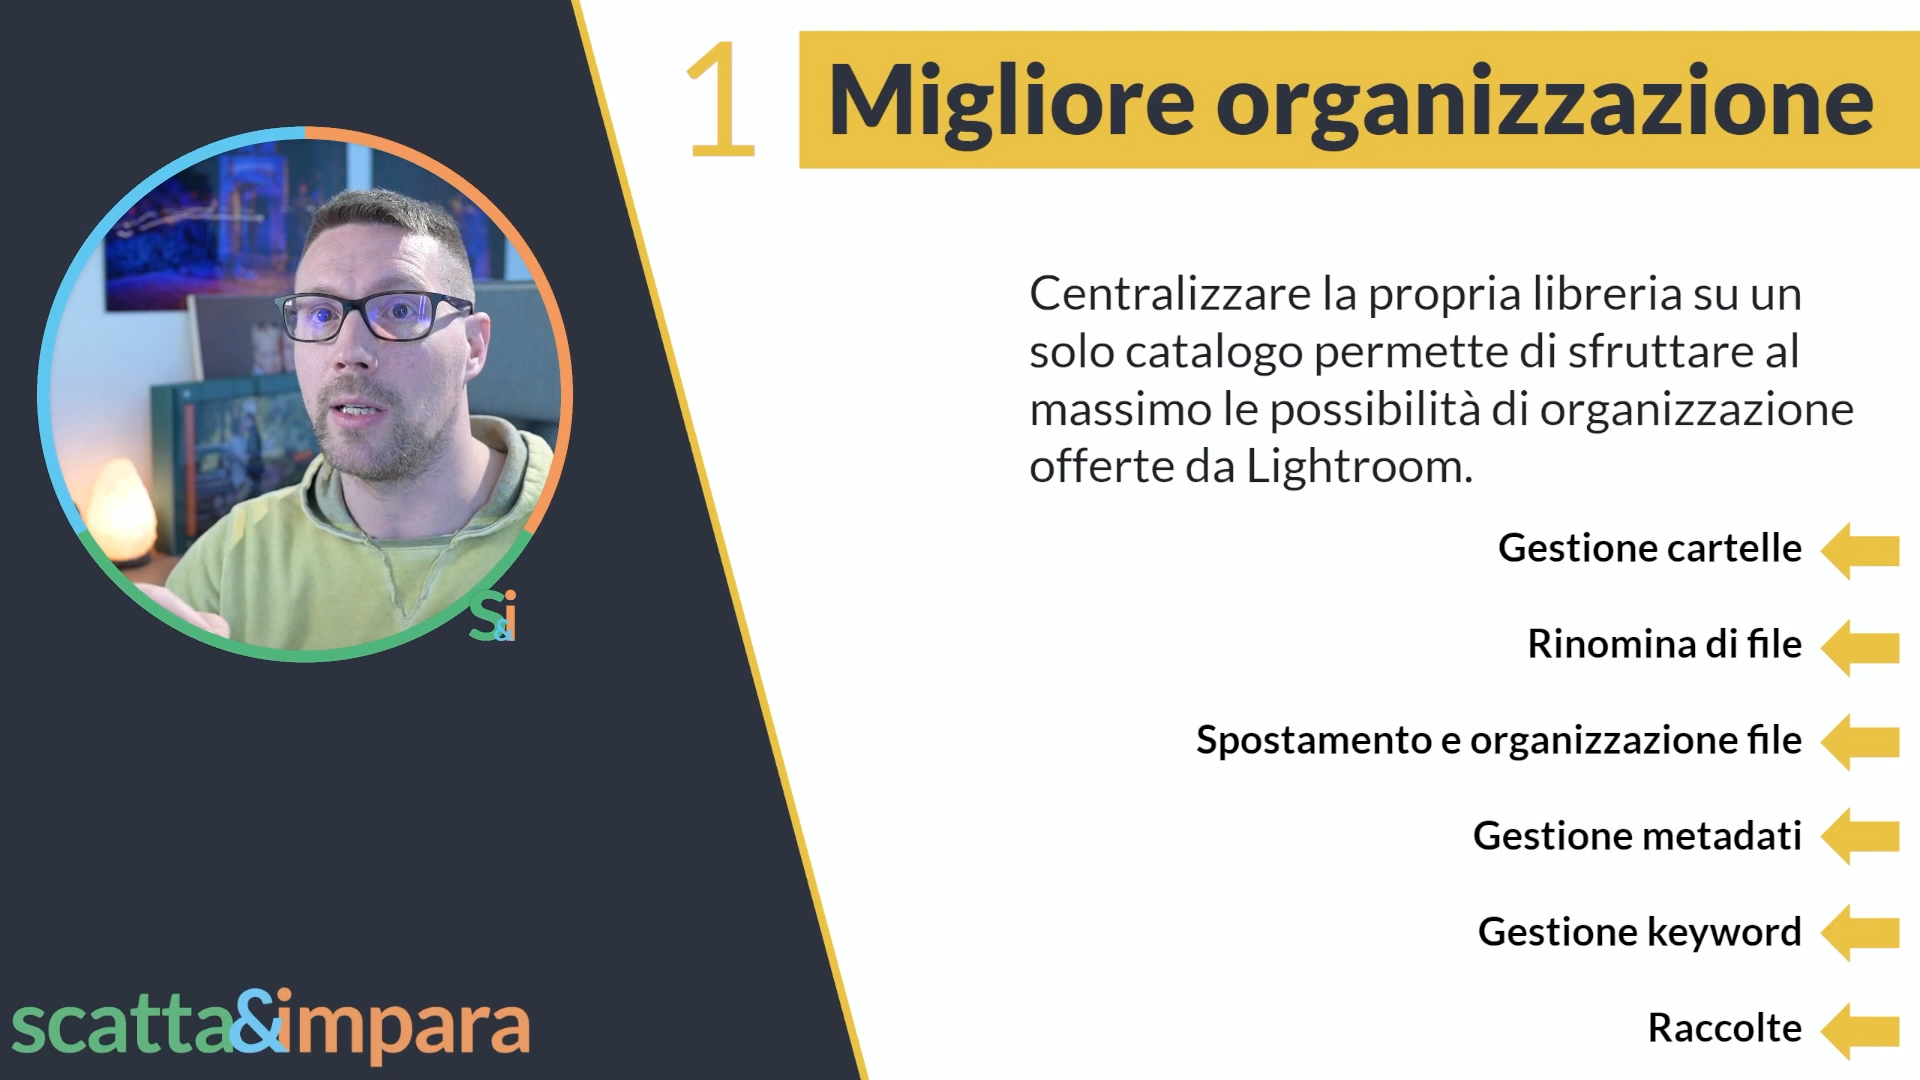 1 Migliore organizzazione
Centralizzare la propria libreria su un
solo catalogo permette di sfruttare al
massimo le possibilità di organizzazione
offerte da Lightroom.
Gestione cartelle
Rinomina di file
Spostamento e organizzazione file
Gestione metadati
Gestione keyword
Raccolte
S&i
scatta&impara